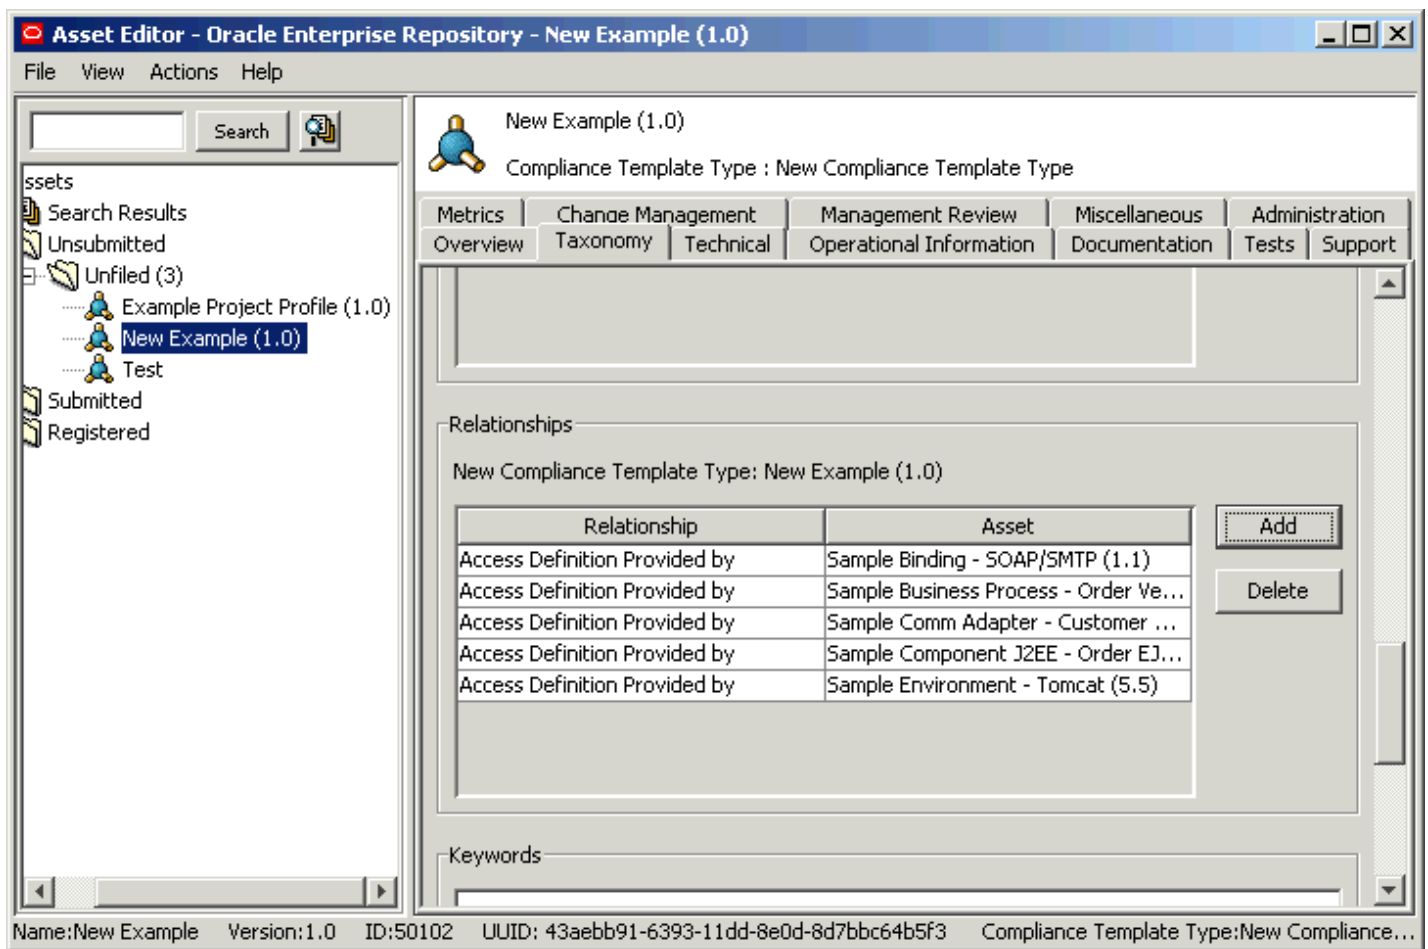 Asset Editor - Oracle Enterprise Repository - New Example (1.0)
File View Actions Help
Search
ssets
Search Results
Unsubmitted
Unfiled (3)
Example Project Profile (1.0)
New Example (1.0)
Test
Submitted
Registered
New Example (1.0)
Compliance Template Type : New Compliance Template Type
Metrics Change Management Management Review Miscellaneous Administration
Overview Taxonomy Technical Operational Information Documentation Tests Support
Relationships
New Compliance Template Type: New Example (1.0)
Relationship Asset
Access Definition Provided by Sample Binding - SOAP/SMTP (1.1)
Access Definition Provided by Sample Business Process - Order Ve...
Access Definition Provided by Sample Comm Adapter - Customer ...
Access Definition Provided by Sample Component J2EE - Order EJ...
Access Definition Provided by Sample Environment - Tomcat (5.5)
Add
Delete
Keywords
Name:New Example Version:1.0 ID:50102 UUID: 43aebb91-6393-11dd-8e0d-8d7bbc64b5f3 Compliance Template Type:New Compliance...